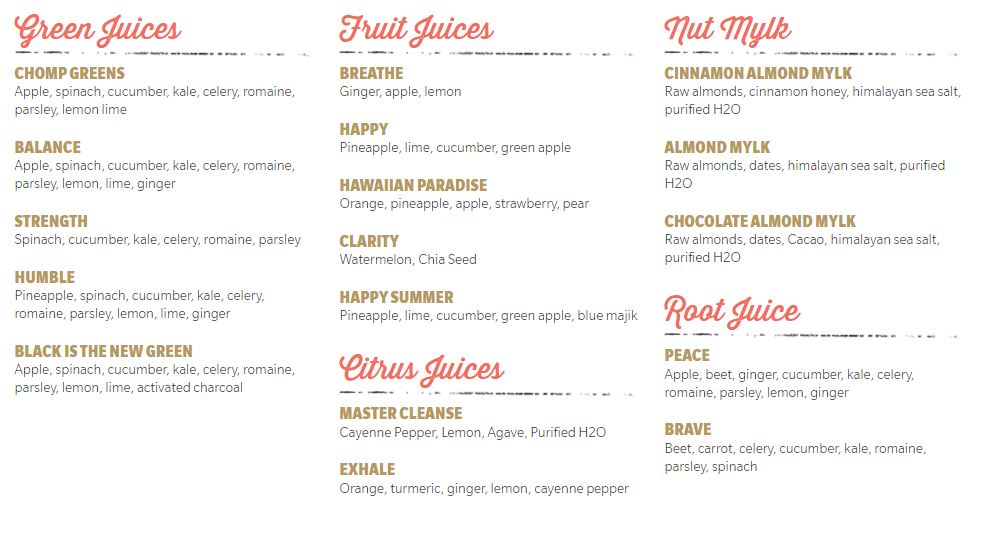 Green Juices
CHOMP GREENS
Apple, spinach, cucumber, kale, celery, romaine,
parsley, lemon lime
BALANCE
Apple, spinach, cucumber, kale, celery, romaine,
parsley, lemon, lime, ginger
STRENGTH
Spinach, cucumber, kale, celery, romaine, parsley
HUMBLE
Pineapple, spinach, cucumber, kale, celery,
romaine, parsley, lemon, lime, ginger
BLACK IS THE NEW GREEN
Apple, spinach, cucumber, kale, celery, romaine,
parsley, lemon, lime, activated charcoal
Fruit Juices
BREATHE
Ginger, apple, lemon
HAPPY
Pineapple, lime, cucumber, green apple
HAWAIIAN PARADISE
Orange, pineapple, apple, strawberry, pear
CLARITY
Watermelon, Chia Seed
HAPPY SUMMER
Pineapple, lime, cucumber, green apple, blue majik
Citrus Juices
MASTER CLEANSE
Cayenne Pepper, Lemon, Agave, Purified H2O
EXHALE
Orange, turmeric, ginger, lemon, cayenne pepper
Nut Mylk
CINNAMON ALMOND MYLK
Raw almonds, cinnamon honey, himalayan sea salt,
purified H2O
ALMOND MYLK
Raw almonds, dates, himalayan sea salt, purified
H2O
CHOCOLATE ALMOND MYLK
Raw almonds, dates, Cacao, himalayan sea salt,
purified H2O
Root Juice
PEACE
Apple, beet, ginger, cucumber, kale, celery,
romaine, parsley, lemon, ginger
BRAVE
Beet, carrot, celery, cucumber, kale, romaine,
parsley, spinach